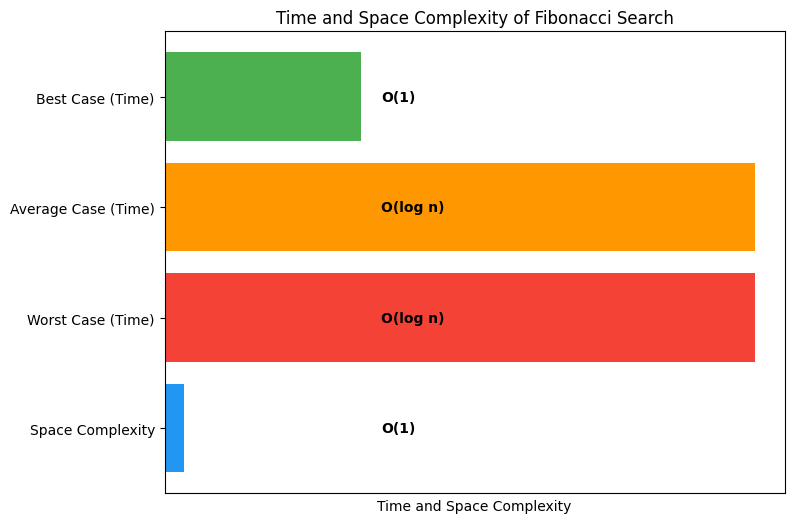 Time and Space Complexity of Fibonacci Search
Best Case (Time)
O(1)
Average Case (Time)
O(log n)
Worst Case (Time)
O(log n)
Space Complexity
O(1)
Time and Space Complexity